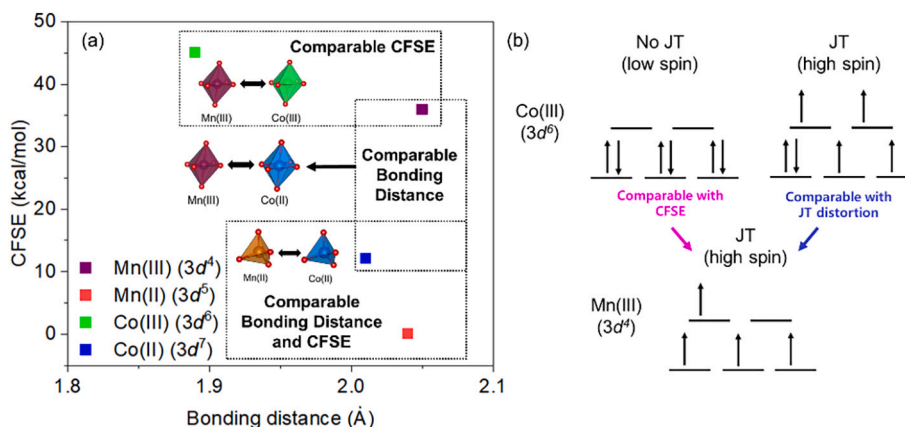 (a)
Comparable CFSE
Mn(III) Co(III)
Mn(III) Co(II)
Comparable
Bonding
Distance
Mn(II) Co(II)
Comparable
Bonding Distance
and CFSE
Mn(III) (3d⁴)
Mn(II) (3d⁵)
Co(III) (3d⁶)
Co(II) (3d⁷)
CFSE (kcal/mol)
50
40
30
20
10
0
1.8 1.9 2.0 2.1
Bonding distance (Å)
(b)
No JT
(low spin)
JT
(high spin)
Co(III)
(3d⁶)
Comparable with
CFSE
Comparable with
JT distortion
JT
(high spin)
Mn(III)
(3d⁴)